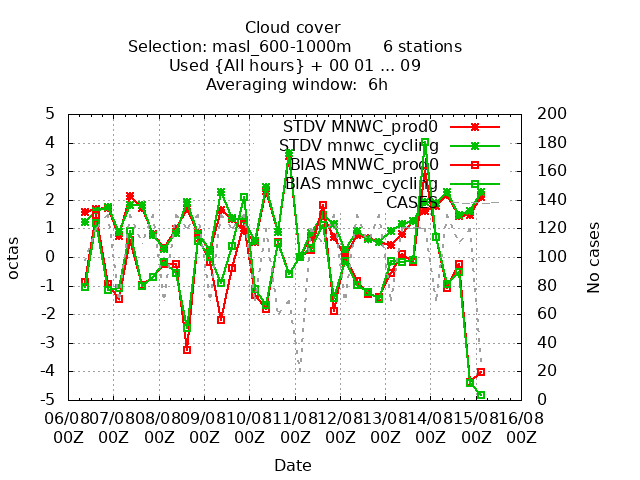 Cloud cover
Selection: masl_600-1000m 6 stations
Used {All hours} + 00 01 ... 09
Averaging window: 6h
STDV MNWC_prod0
STDV mnwc_cycling
BIAS MNWC_prod0
BIAS mnwc_cycling
CASES
octas
5
4
3
2
1
0
-1
-2
-3
-4
-5
No cases
200
180
160
140
120
100
80
60
40
20
0
06/08 07/08 08/08 09/08 10/08 11/08 12/08 13/08 14/08 15/08 16/08
00Z 00Z 00Z 00Z 00Z 00Z 00Z 00Z 00Z 00Z 00Z
Date